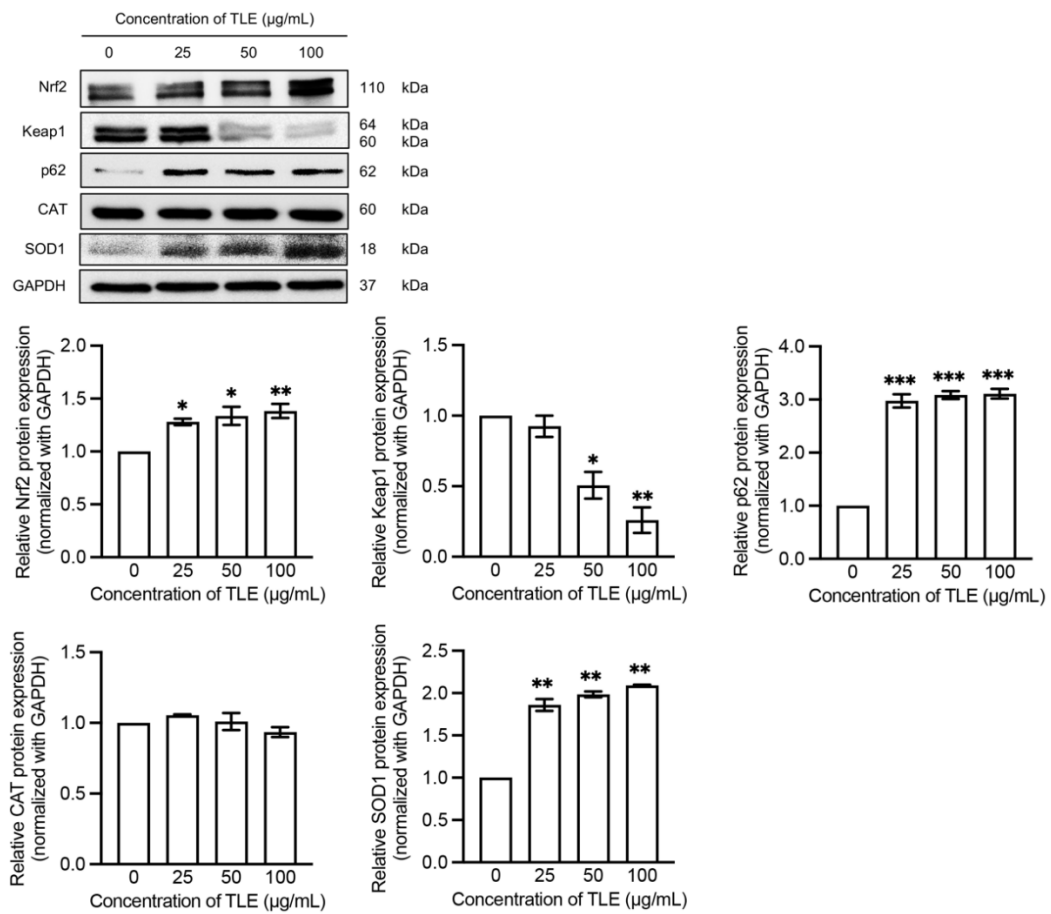 Concentration of TLE (µg/mL)
0 25 50 100
Nrf2 110 kDa
Keap1 64 kDa
60 kDa
p62 62 kDa
CAT 60 kDa
SOD1 18 kDa
GAPDH 37 kDa
Relative Nrf2 protein expression
(normalized with GAPDH)
2.0
1.5
1.0
0.5
0.0
* * **
0 25 50 100
Concentration of TLE (µg/mL)
Relative Keap1 protein expression
(normalized with GAPDH)
1.5
1.0
0.5
0.0
* **
0 25 50 100
Concentration of TLE (µg/mL)
Relative p62 protein expression
(normalized with GAPDH)
4.0
3.0
2.0
1.0
0.0
*** *** ***
0 25 50 100
Concentration of TLE (µg/mL)
Relative CAT protein expression
(normalized with GAPDH)
1.5
1.0
0.5
0.0
0 25 50 100
Concentration of TLE (µg/mL)
Relative SOD1 protein expression
(normalized with GAPDH)
2.5
2.0
1.5
1.0
0.5
0.0
** ** **
0 25 50 100
Concentration of TLE (µg/mL)